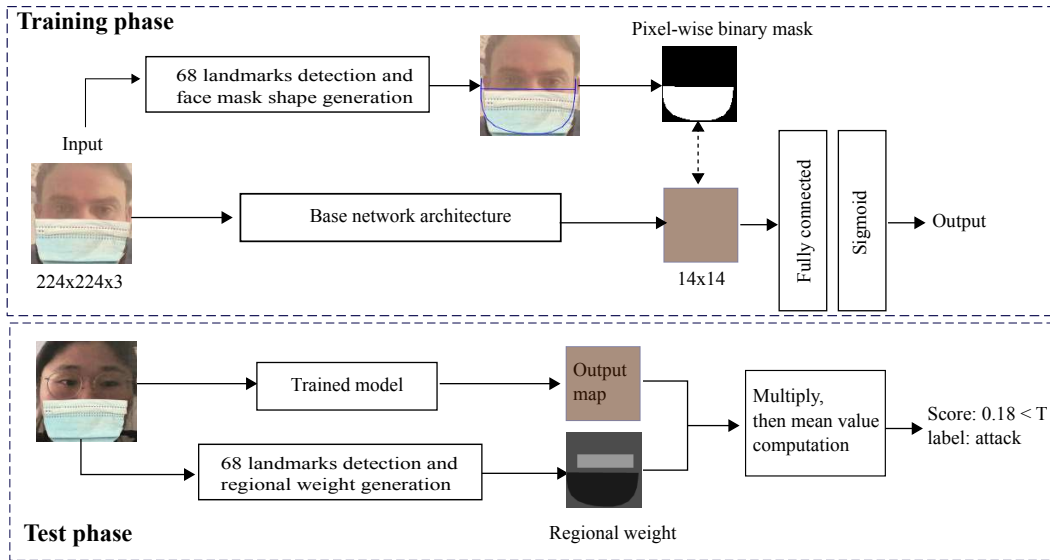 Training phase
Pixel-wise binary mask
68 landmarks detection and
face mask shape generation
Input
Base network architecture
Fully connected
Sigmoid
Output
224x224x3
14x14
Trained model
Output
map
Multiply,
then mean value
computation
Score: 0.18 < T
label: attack
68 landmarks detection and
regional weight generation
Regional weight
Test phase